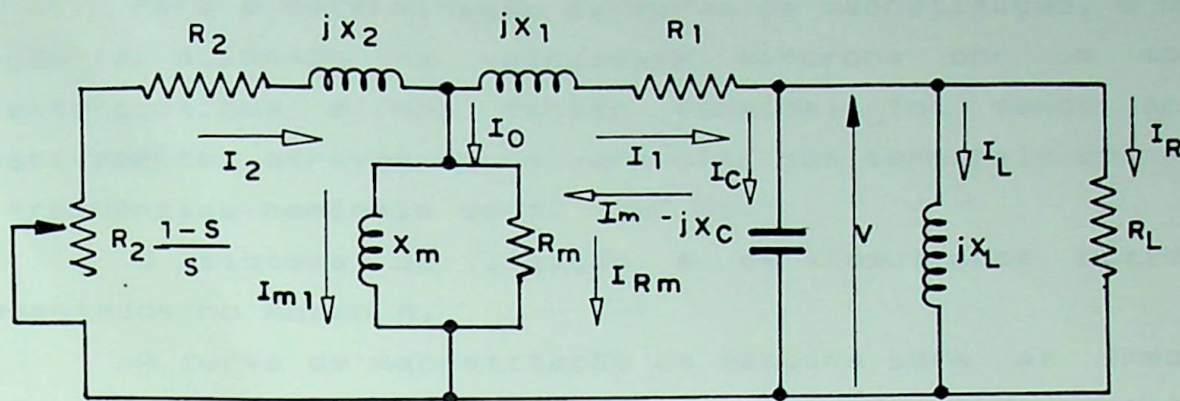 R2 jX2 jX1 R1
I0
I2 I1 IC IL IR
Im -jXC
R2 (1-S)/S Xm Rm V jXL RL
Im1 IRm